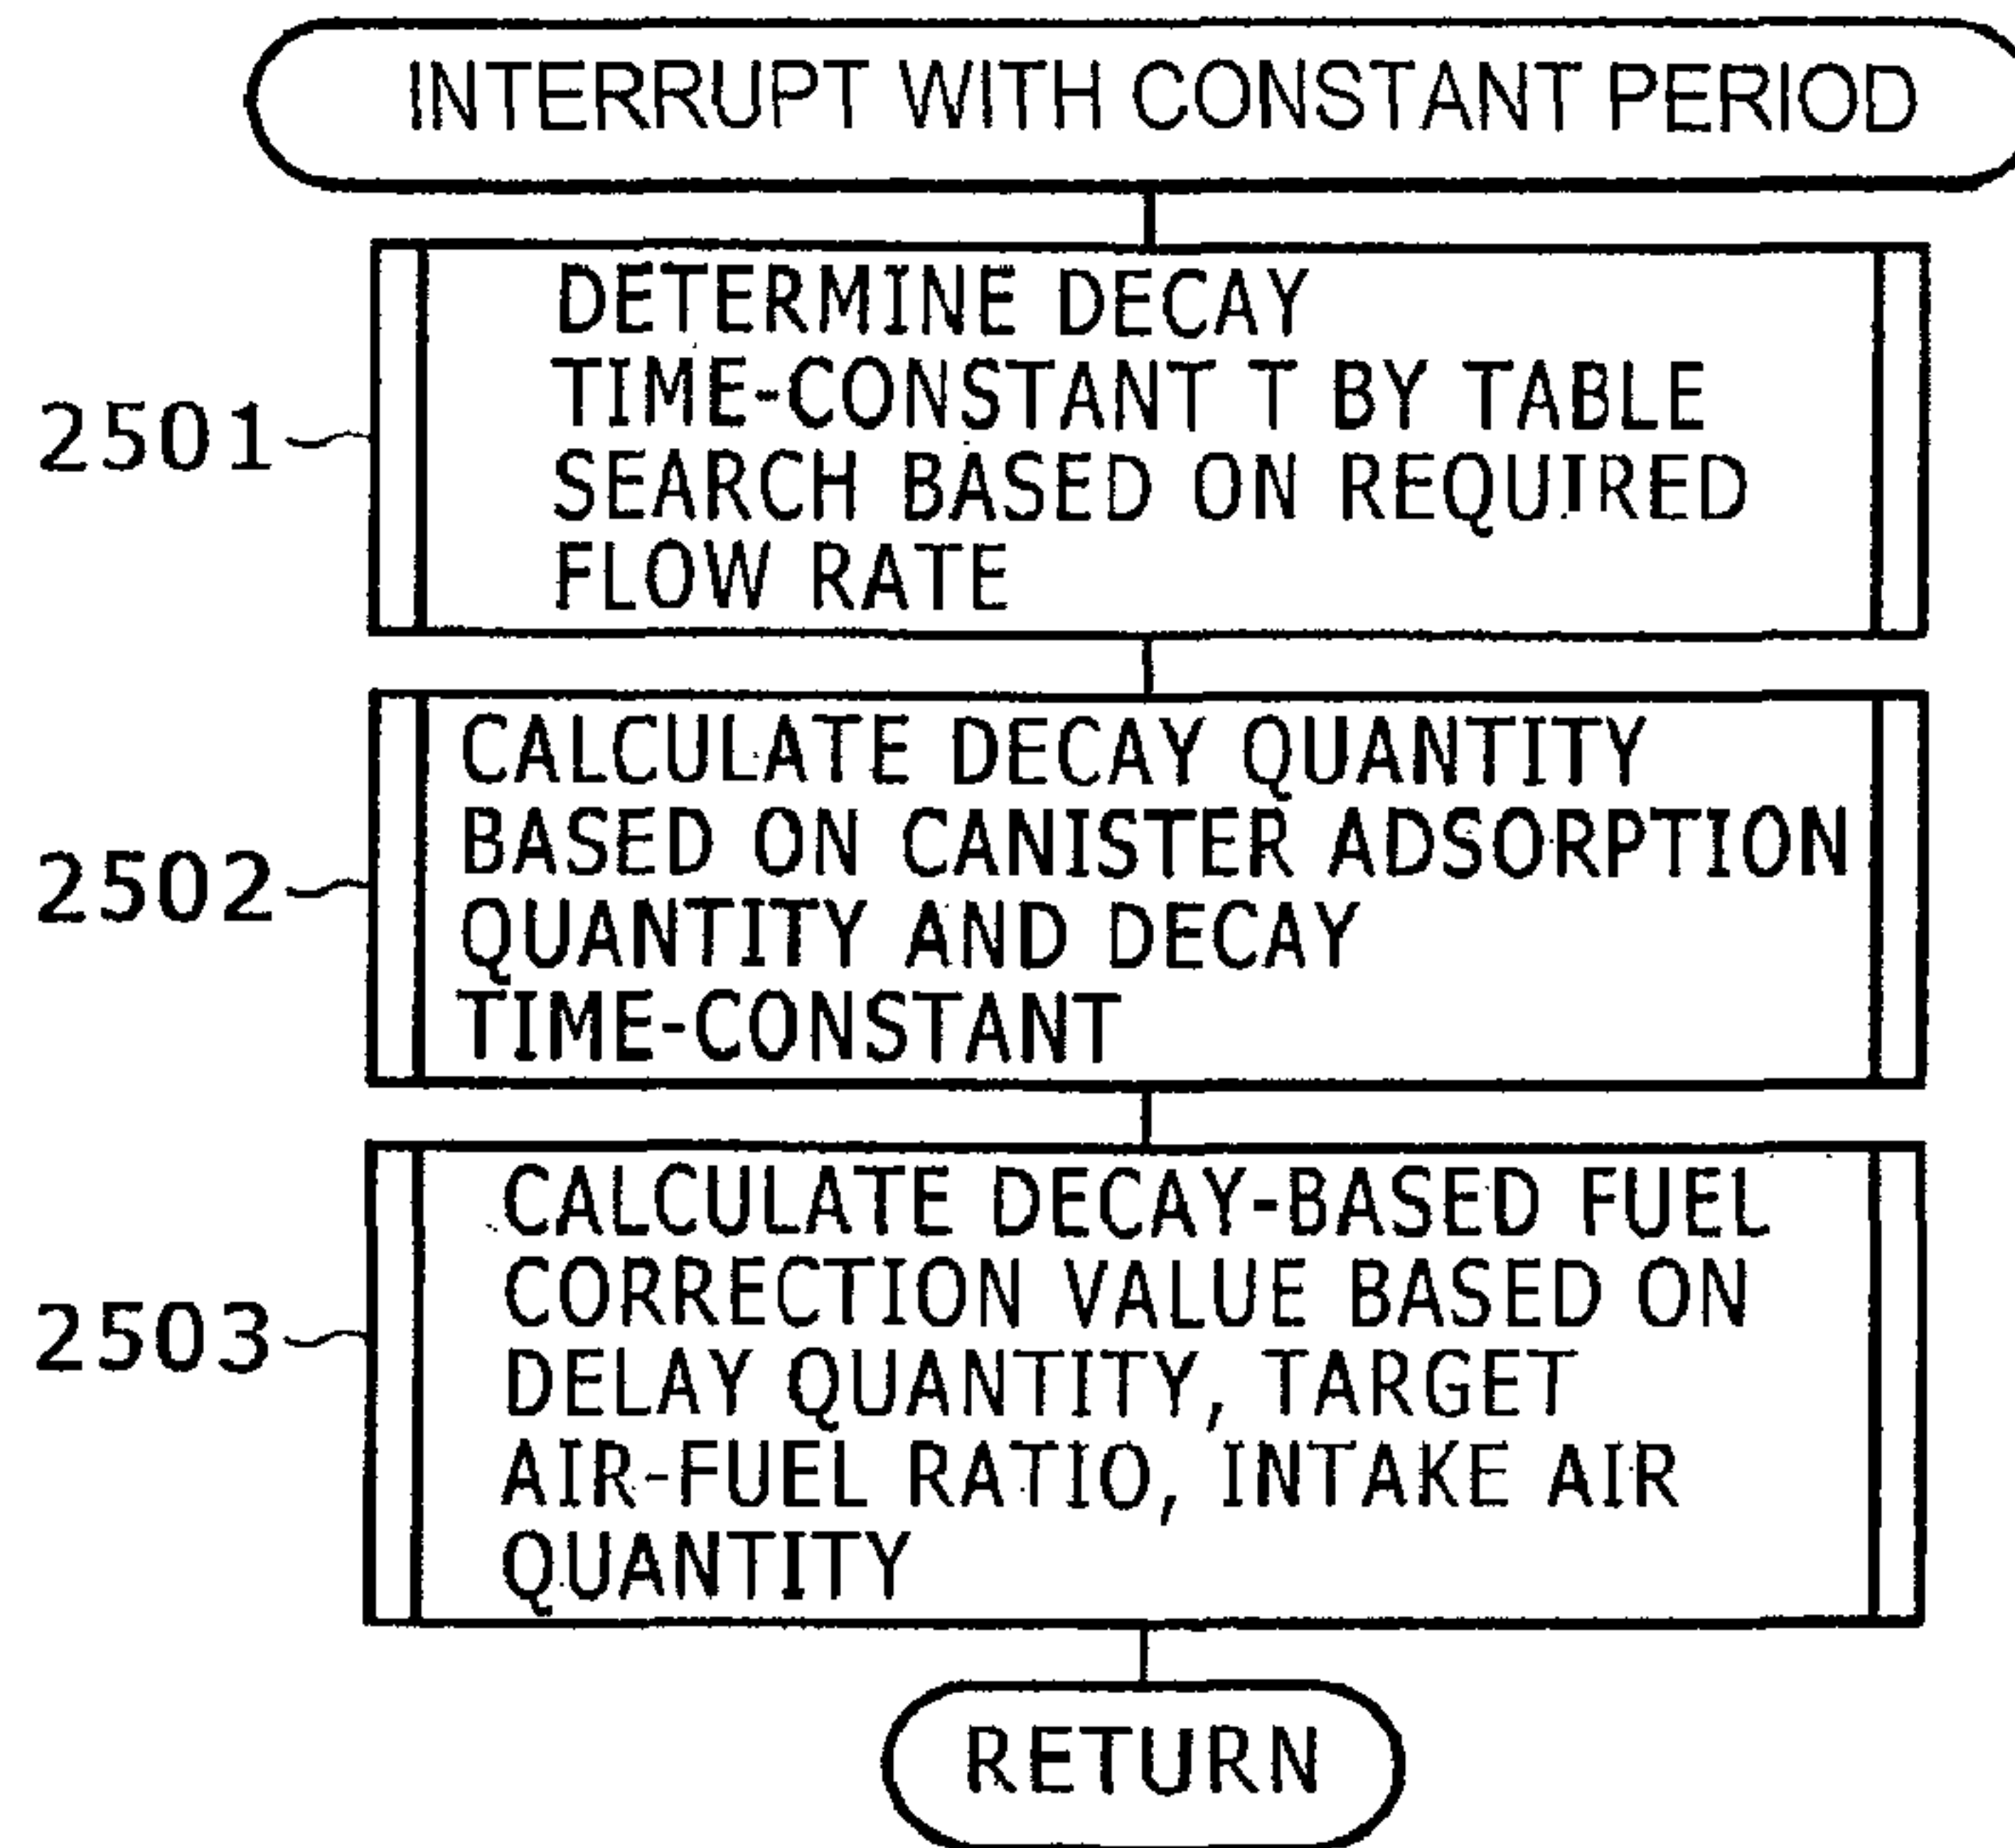 INTERRUPT WITH CONSTANT PERIOD
DETERMINE DECAY
TIME-CONSTANT T BY TABLE
SEARCH BASED ON REQUIRED
FLOW RATE
2501
CALCULATE DECAY QUANTITY
BASED ON CANISTER ADSORPTION
QUANTITY AND DECAY
TIME-CONSTANT
2502
CALCULATE DECAY-BASED FUEL
CORRECTION VALUE BASED ON
DELAY QUANTITY, TARGET
AIR-FUEL RATIO, INTAKE AIR
QUANTITY
2503
RETURN